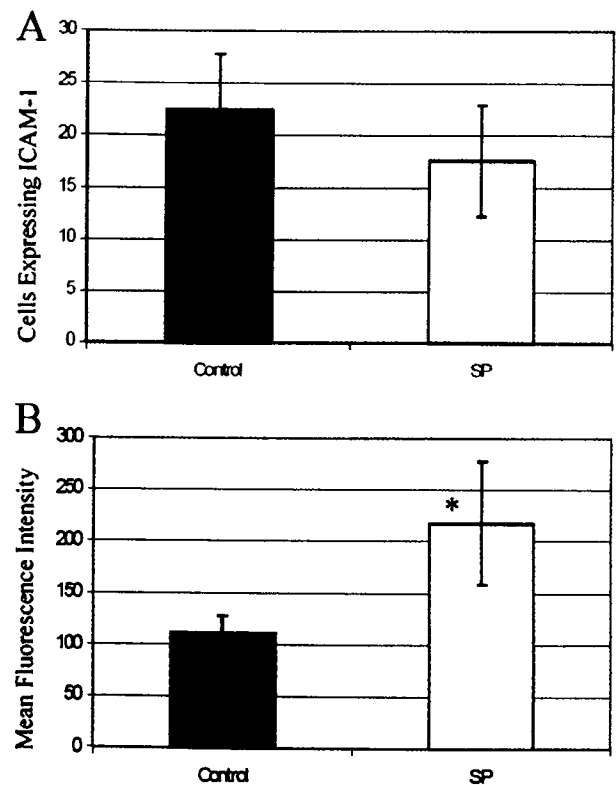 A
Cells Expressing ICAM-1
30
25
20
15
10
5
0
Control
SP
B
Mean Fluorescence Intensity
300
250
200
150
100
50
0
*
Control
SP